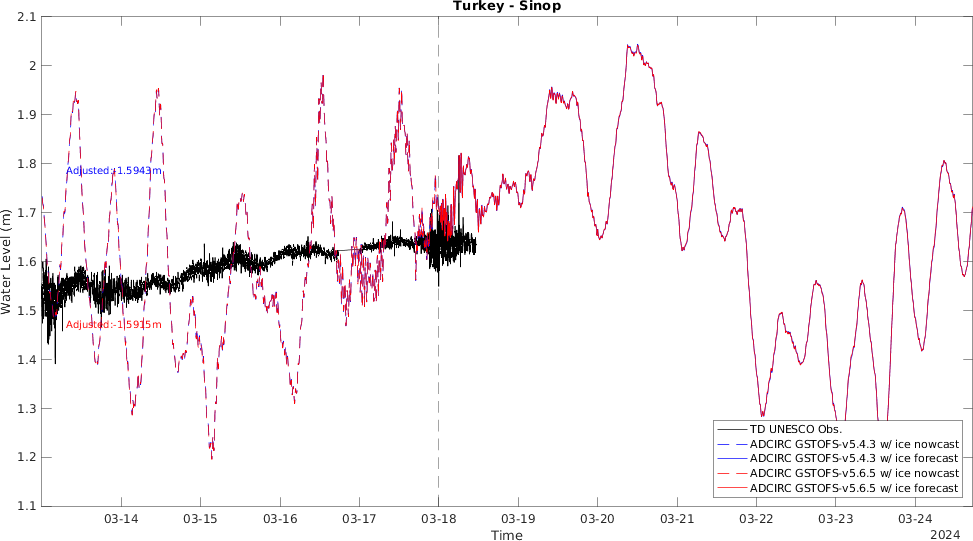 Turkey - Sinop
2.1
2
1.9
1.8
1.7
1.6
1.5
1.4
1.3
1.2
1.1
Water Level (m)
Adjusted:-1.5943m
Adjusted:-1.5915m
TD UNESCO Obs.
ADCIRC GSTOFS-v5.4.3 w/ ice nowcast
ADCIRC GSTOFS-v5.4.3 w/ ice forecast
ADCIRC GSTOFS-v5.6.5 w/ ice nowcast
ADCIRC GSTOFS-v5.6.5 w/ ice forecast
03-14 03-15 03-16 03-17 03-18 03-19 03-20 03-21 03-22 03-23 03-24
Time
2024